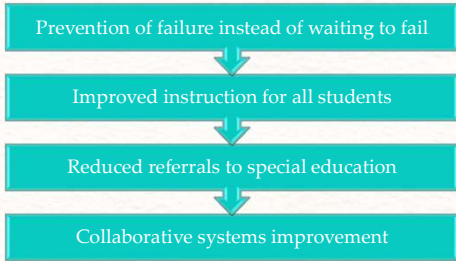 Prevention of failure instead of waiting to fail
Improved instruction for all students
Reduced referrals to special education
Collaborative systems improvement